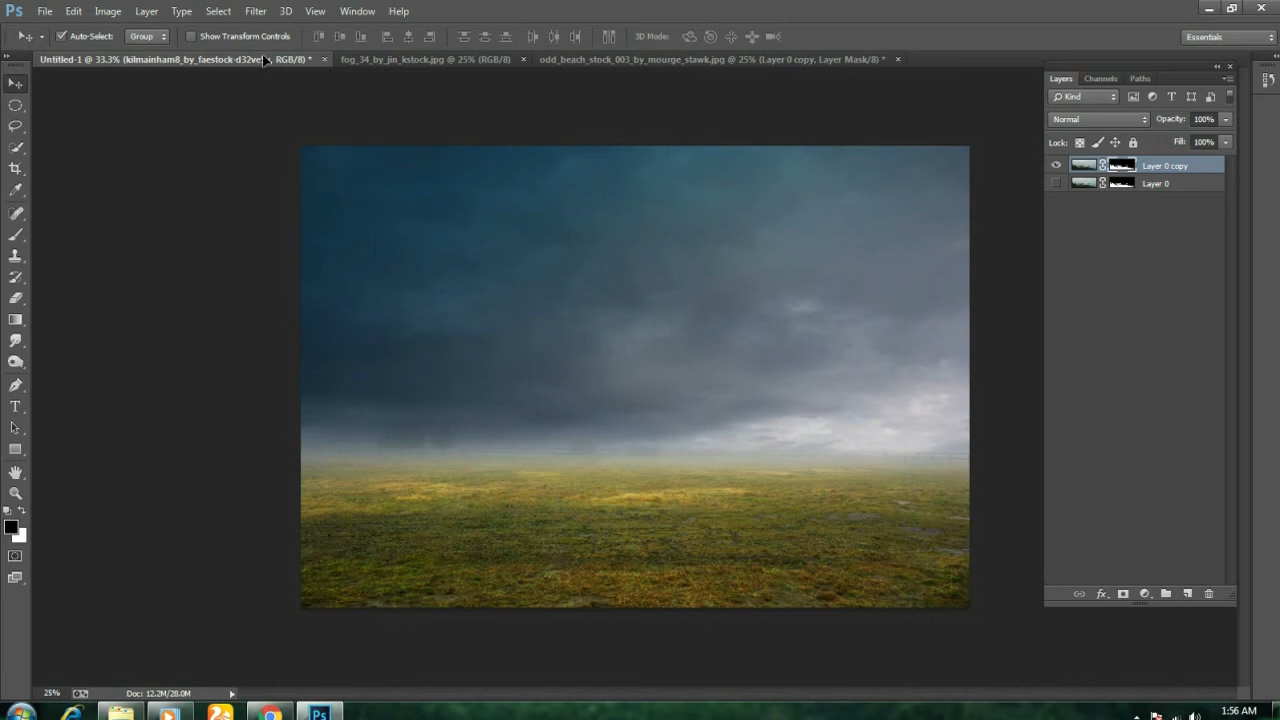 Ps File Edit Image Layer Type Select Filter 3D View Window Help
Auto-Select: Group Show Transform Controls 3D Mode: Essentials
Untitled-1 @ 33.3% (kilmainham8_by_faestock-d32ve RGB/8) * × fog_34_by_jin_kstock.jpg @ 25% (RGB/8) × odd_beach_stock_003_by_mourge_stawk.jpg @ 25% (Layer 0 copy, Layer Mask/8) * ×
Layers Channels Paths
Kind
Normal Opacity: 100%
Lock: Fill: 100%
Layer 0 copy
Layer 0
fx
25% Doc: 12.2M/28.0M
Ps 1:56 AM